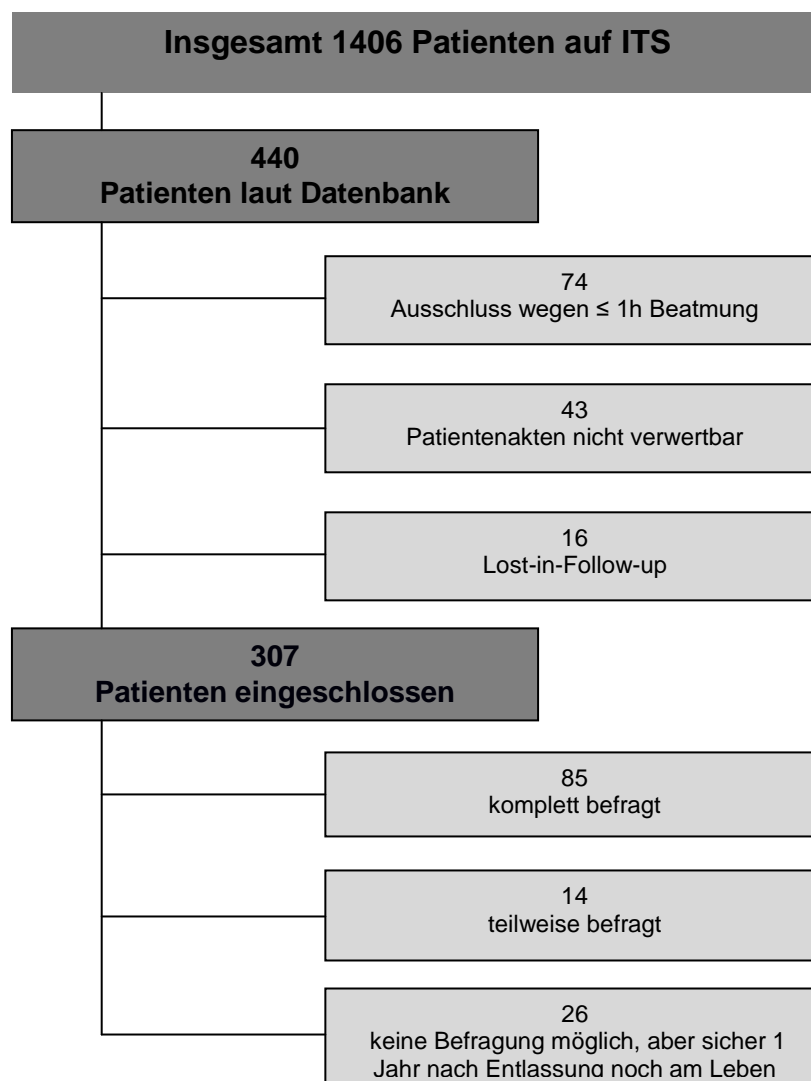 Insgesamt 1406 Patienten auf ITS
440
Patienten laut Datenbank
74
Ausschluss wegen ≤ 1h Beatmung
43
Patientenakten nicht verwertbar
16
Lost-in-Follow-up
307
Patienten eingeschlossen
85
komplett befragt
14
teilweise befragt
26
keine Befragung möglich, aber sicher 1
Jahr nach Entlassung noch am Leben